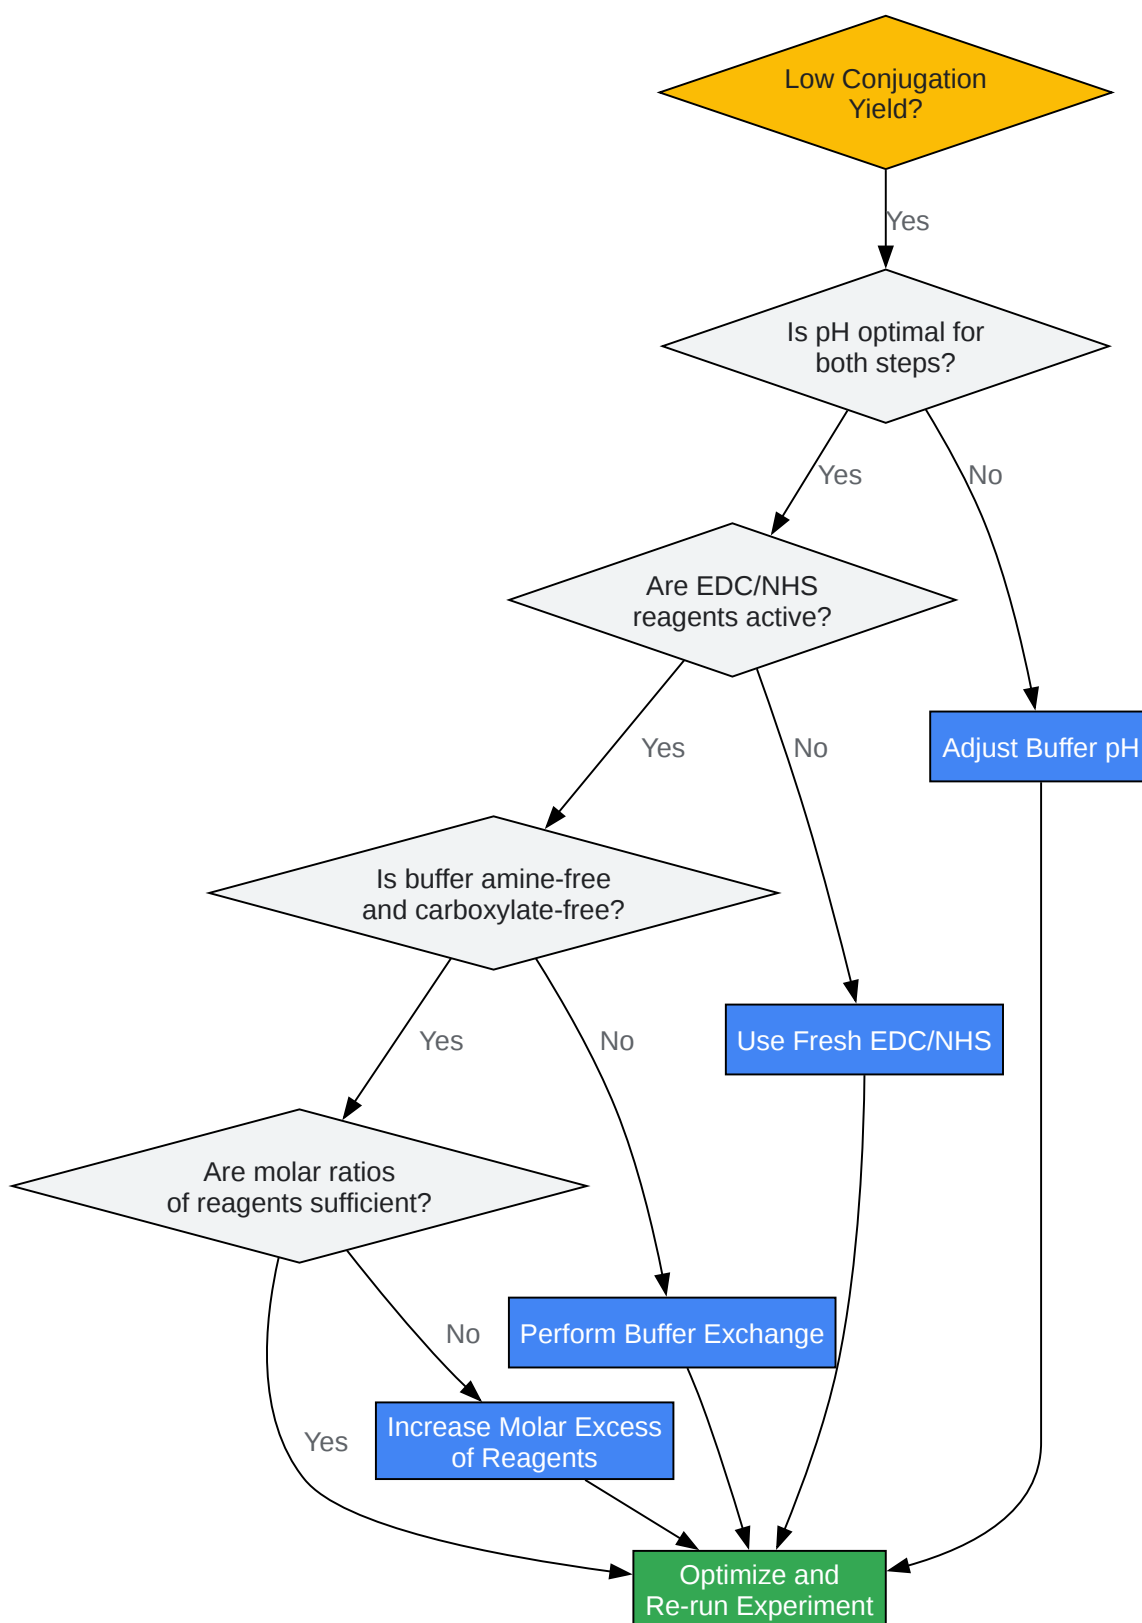 Low Conjugation
Yield?
Yes
Is pH optimal for
both steps?
Yes
No
Are EDC/NHS
reagents active?
Yes
No
Adjust Buffer pH
Is buffer amine-free
and carboxylate-free?
Yes
No
Use Fresh EDC/NHS
Are molar ratios
of reagents sufficient?
No
Perform Buffer Exchange
Yes
Increase Molar Excess
of Reagents
Optimize and
Re-run Experiment